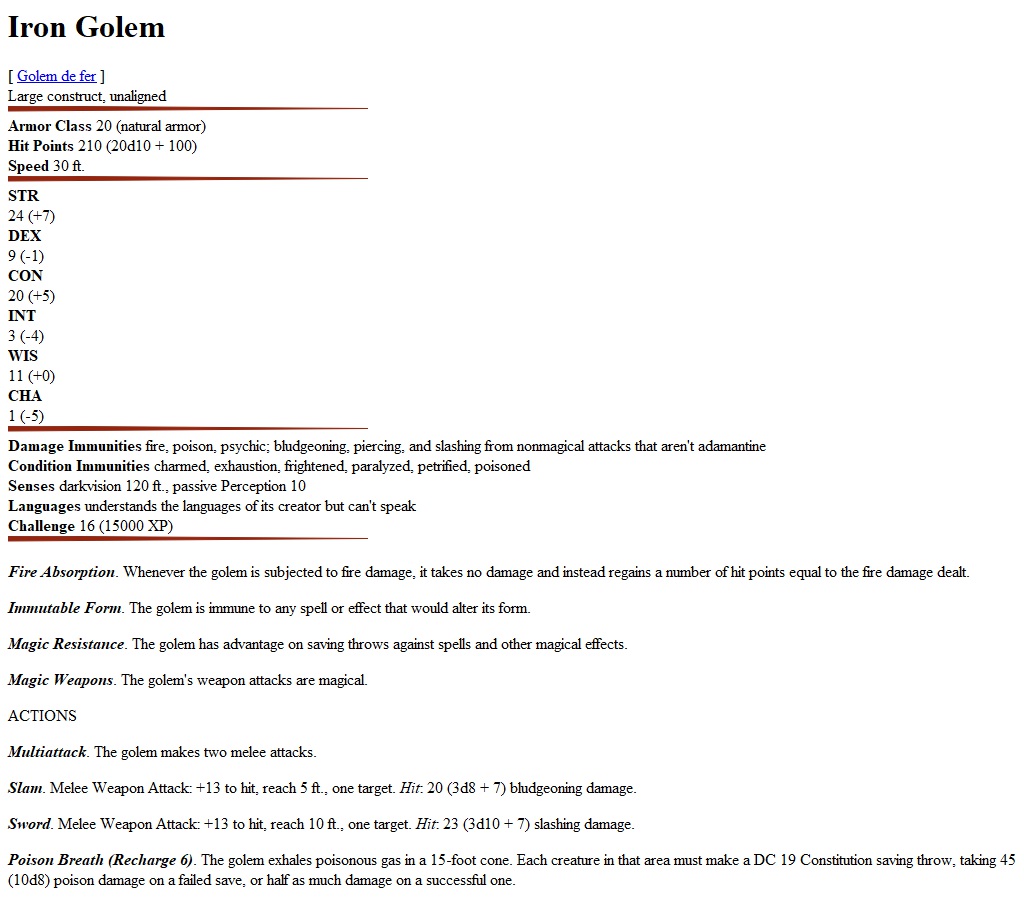 Iron Golem
[ Golem de fer ]
Large construct, unaligned
Armor Class 20 (natural armor)
Hit Points 210 (20d10 + 100)
Speed 30 ft.
STR
24 (+7)
DEX
9 (-1)
CON
20 (+5)
INT
3 (-4)
WIS
11 (+0)
CHA
1 (-5)
Damage Immunities fire, poison, psychic; bludgeoning, piercing, and slashing from nonmagical attacks that aren't adamantine
Condition Immunities charmed, exhaustion, frightened, paralyzed, petrified, poisoned
Senses darkvision 120 ft., passive Perception 10
Languages understands the languages of its creator but can't speak
Challenge 16 (15000 XP)
Fire Absorption. Whenever the golem is subjected to fire damage, it takes no damage and instead regains a number of hit points equal to the fire damage dealt.
Immutable Form. The golem is immune to any spell or effect that would alter its form.
Magic Resistance. The golem has advantage on saving throws against spells and other magical effects.
Magic Weapons. The golem's weapon attacks are magical.
ACTIONS
Multiattack. The golem makes two melee attacks.
Slam. Melee Weapon Attack: +13 to hit, reach 5 ft., one target. Hit: 20 (3d8 + 7) bludgeoning damage.
Sword. Melee Weapon Attack: +13 to hit, reach 10 ft., one target. Hit: 23 (3d10 + 7) slashing damage.
Poison Breath (Recharge 6). The golem exhales poisonous gas in a 15-foot cone. Each creature in that area must make a DC 19 Constitution saving throw, taking 45
(10d8) poison damage on a failed save, or half as much damage on a successful one.